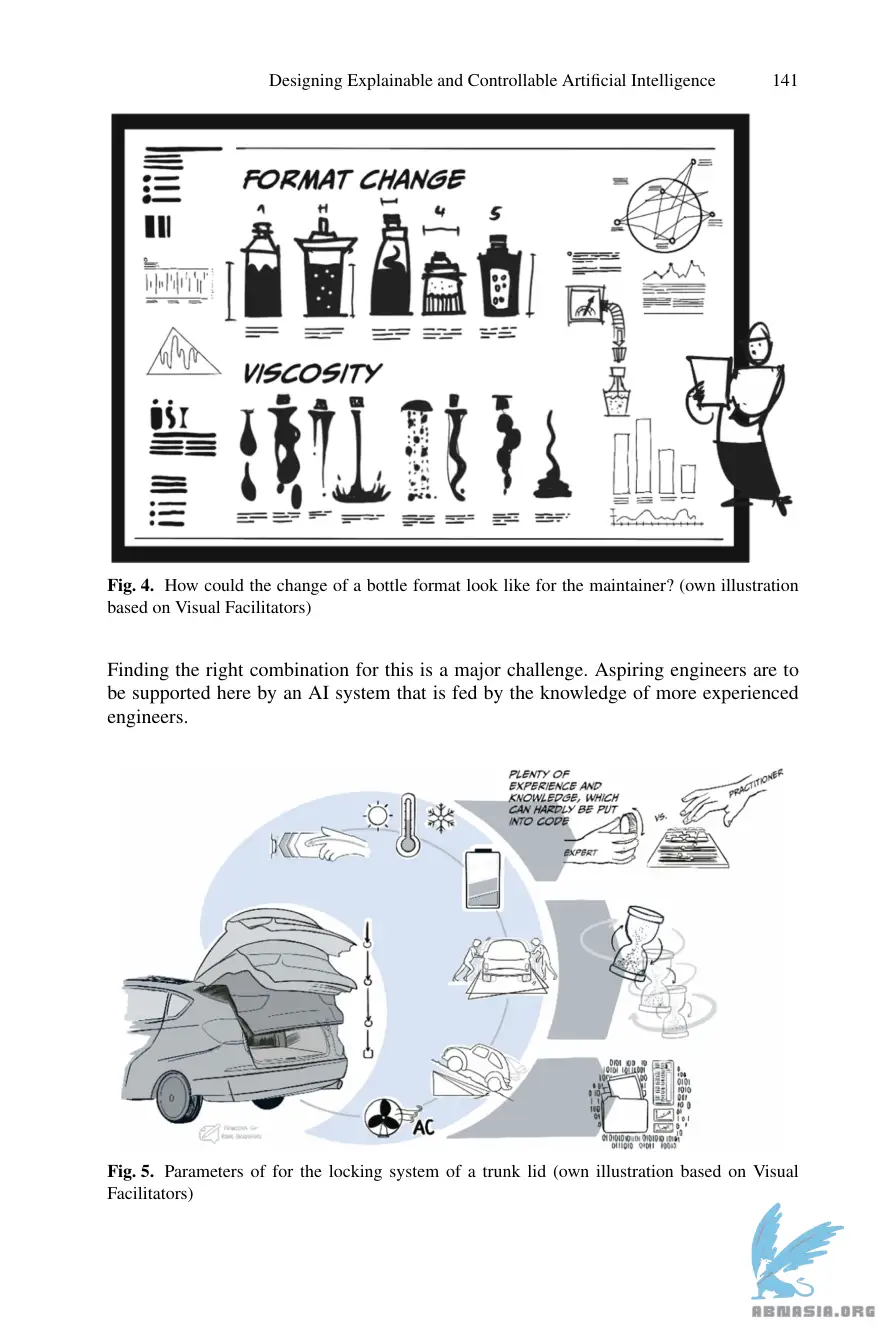 Designing Explainable and Controllable Artificial Intelligence 141
FORMAT CHANGE
4 5
VISCOSITY
Fig. 4. How could the change of a bottle format look like for the maintainer? (own illustration
based on Visual Facilitators)
Finding the right combination for this is a major challenge. Aspiring engineers are to
be supported here by an AI system that is fed by the knowledge of more experienced
engineers.
PLENTY OF
EXPERIENCE AND
KNOWLEDGE, WHICH
CAN HARDLY BE PUT
INTO CODE
EXPERT
VS.
PRACTITIONER
AC
Fig. 5. Parameters of for the locking system of a trunk lid (own illustration based on Visual
Facilitators)
ABMASIA.ORG